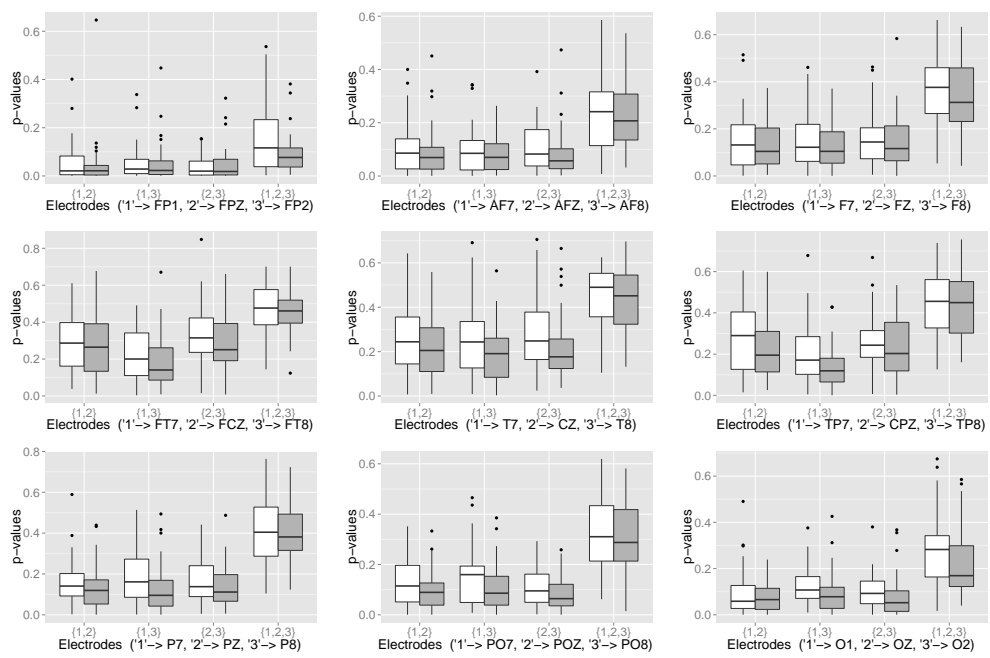 p-values
0.6
0.4
0.2
0.0
{1,2} {1,3} {2,3} {1,2,3}
Electrodes ('1'−> FP1, '2'−> FPZ, '3'−> FP2)
p-values
0.6
0.4
0.2
0.0
{1,2} {1,3} {2,3} {1,2,3}
Electrodes ('1'−> AF7, '2'−> AFZ, '3'−> AF8)
p-values
0.6
0.4
0.2
0.0
{1,2} {1,3} {2,3} {1,2,3}
Electrodes ('1'−> F7, '2'−> FZ, '3'−> F8)
p-values
0.8
0.6
0.4
0.2
0.0
{1,2} {1,3} {2,3} {1,2,3}
Electrodes ('1'−> FT7, '2'−> FCZ, '3'−> FT8)
p-values
0.6
0.4
0.2
0.0
{1,2} {1,3} {2,3} {1,2,3}
Electrodes ('1'−> T7, '2'−> CZ, '3'−> T8)
p-values
0.6
0.4
0.2
0.0
{1,2} {1,3} {2,3} {1,2,3}
Electrodes ('1'−> TP7, '2'−> CPZ, '3'−> TP8)
p-values
0.8
0.6
0.4
0.2
0.0
{1,2} {1,3} {2,3} {1,2,3}
Electrodes ('1'−> P7, '2'−> PZ, '3'−> P8)
p-values
0.6
0.4
0.2
0.0
{1,2} {1,3} {2,3} {1,2,3}
Electrodes ('1'−> PO7, '2'−> POZ, '3'−> PO8)
p-values
0.6
0.4
0.2
0.0
{1,2} {1,3} {2,3} {1,2,3}
Electrodes ('1'−> O1, '2'−> OZ, '3'−> O2)